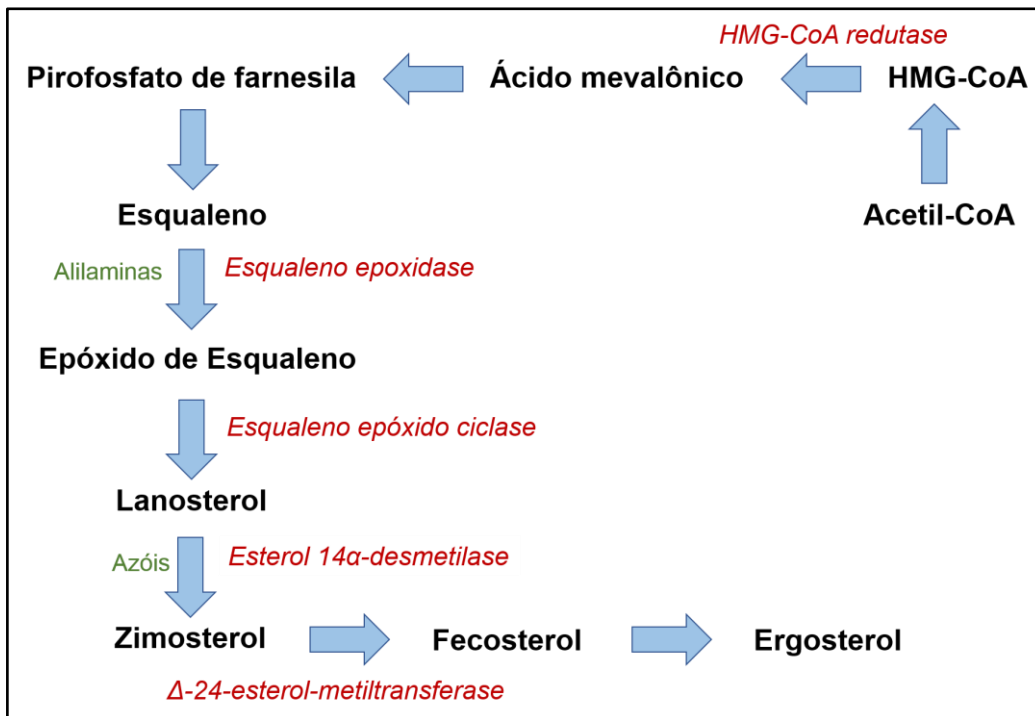 HMG-CoA redutase
Pirofosfato de farnesila
Ácido mevalônico
HMG-CoA
Esqualeno
Acetil-CoA
Alilaminas
Esqualeno epoxidase
Epóxido de Esqualeno
Esqualeno epóxido ciclase
Lanosterol
Azóis
Esterol 14α-desmetilase
Zimosterol
Fecosterol
Ergosterol
Δ-24-esterol-metiltransferase